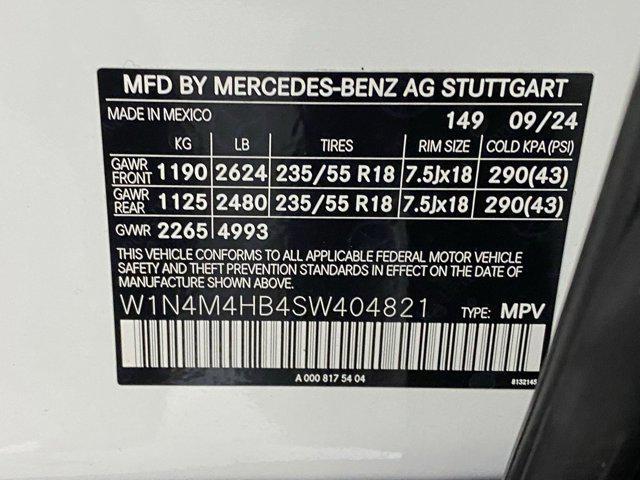 MFD BY MERCEDES-BENZ AG STUTTGART
MADE IN MEXICO 149 09/24
KG LB TIRES RIM SIZE COLD KPA (PSI)
GAWR FRONT 1190 2624 235/55 R18 7.5Jx18 290(43)
GAWR REAR 1125 2480 235/55 R18 7.5Jx18 290(43)
GVWR 2265 4993
THIS VEHICLE CONFORMS TO ALL APPLICABLE FEDERAL MOTOR VEHICLE
SAFETY AND THEFT PREVENTION STANDARDS IN EFFECT ON THE DATE OF
MANUFACTURE SHOWN ABOVE.
W1N4M4HB4SW404821 TYPE: MPV
A 000 817 54 04 8132145